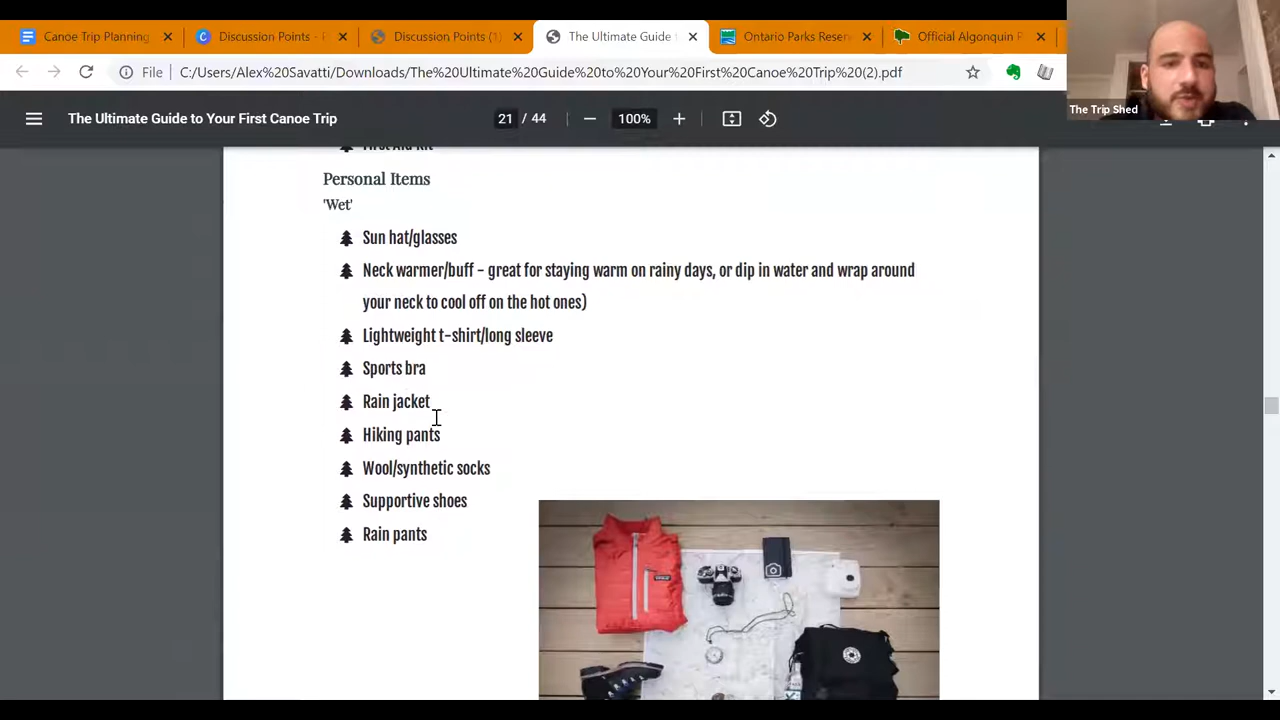 Canoe Trip Planning
Discussion Points - P
Discussion Points (1)
The Ultimate Guide
Ontario Parks Reser
Official Algonquin P
File
C:/Users/Alex%20Savatti/Downloads/The%20Ultimate%20Guide%20to%20Your%20First%20Canoe%20Trip%20(2).pdf
The Trip Shed
The Ultimate Guide to Your First Canoe Trip
21 / 44
100%
First Aid Kit
Personal Items
'Wet'
Sun hat/glasses
Neck warmer/buff - great for staying warm on rainy days, or dip in water and wrap around
your neck to cool off on the hot ones)
Lightweight t-shirt/long sleeve
Sports bra
Rain jacket
Hiking pants
Wool/synthetic socks
Supportive shoes
Rain pants